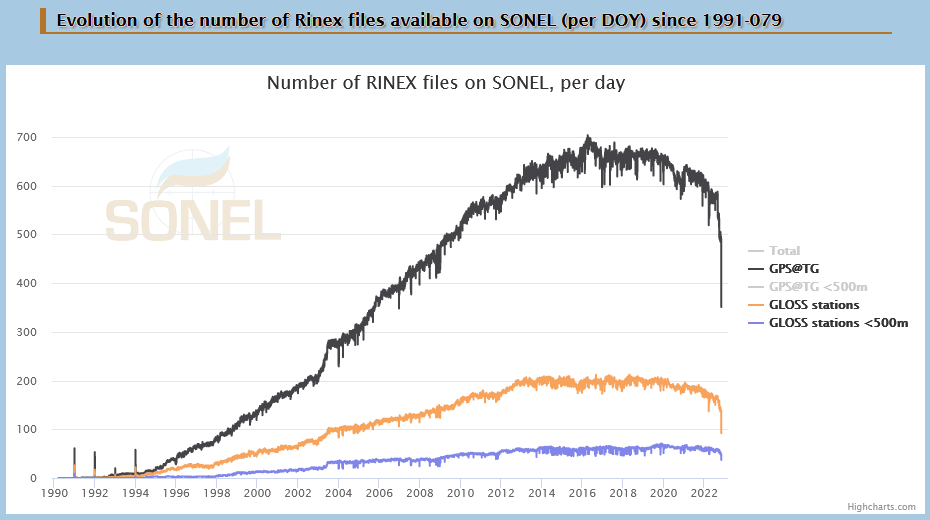 Evolution of the number of Rinex files available on SONEL (per DOY) since 1991-079
Number of RINEX files on SONEL, per day
700
600
500
400
300
200
100
0
SONEL
Total
GPS@TG
GPS@TG <500m
GLOSS stations
GLOSS stations <500m
1990 1992 1994 1996 1998 2000 2002 2004 2006 2008 2010 2012 2014 2016 2018 2020 2022
Highcharts.com